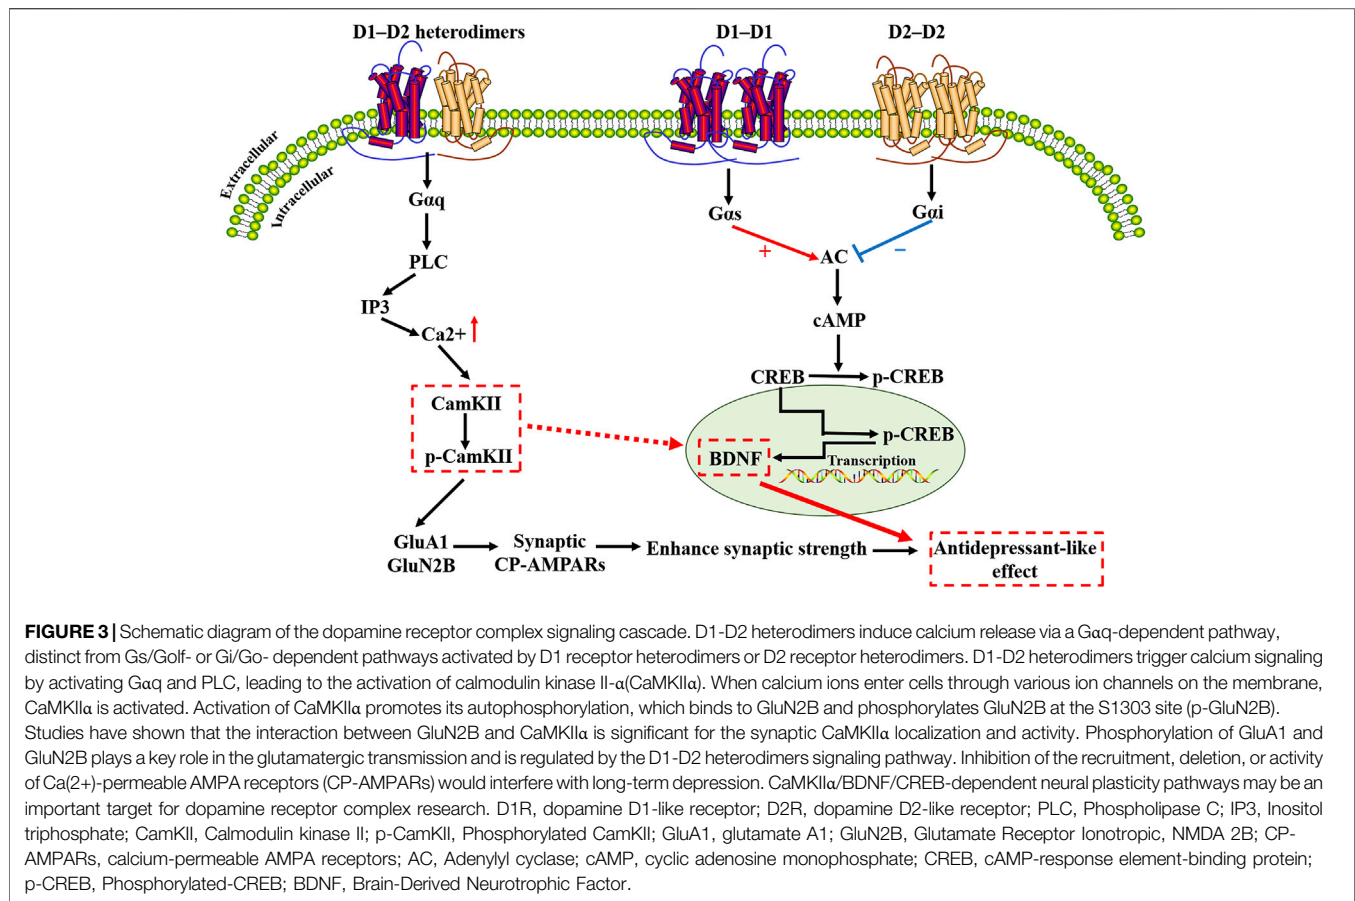 D1–D2 heterodimers
D1–D1
D2–D2
Extracellular
Intracellular
Gαq
Gαs
Gαi
PLC
+
AC
−
IP3
Ca2+
cAMP
CREB
p-CREB
CamKII
p-CREB
p-CamKII
BDNF
Transcription
GluA1
GluN2B
Synaptic
CP-AMPARs
Enhance synaptic strength
Antidepressant-like
effect
FIGURE 3 | Schematic diagram of the dopamine receptor complex signaling cascade. D1-D2 heterodimers induce calcium release via a Gαq-dependent pathway,
distinct from Gs/Golf- or Gi/Go- dependent pathways activated by D1 receptor heterodimers or D2 receptor heterodimers. D1-D2 heterodimers trigger calcium signaling
by activating Gαq and PLC, leading to the activation of calmodulin kinase II-α(CaMKIIα). When calcium ions enter cells through various ion channels on the membrane,
CaMKIIα is activated. Activation of CaMKIIα promotes its autophosphorylation, which binds to GluN2B and phosphorylates GluN2B at the S1303 site (p-GluN2B).
Studies have shown that the interaction between GluN2B and CaMKIIα is significant for the synaptic CaMKIIα localization and activity. Phosphorylation of GluA1 and
GluN2B plays a key role in the glutamatergic transmission and is regulated by the D1-D2 heterodimers signaling pathway. Inhibition of the recruitment, deletion, or activity
of Ca(2+)-permeable AMPA receptors (CP-AMPARs) would interfere with long-term depression. CaMKIIα/BDNF/CREB-dependent neural plasticity pathways may be an
important target for dopamine receptor complex research. D1R, dopamine D1-like receptor; D2R, dopamine D2-like receptor; PLC, Phospholipase C; IP3, Inositol
triphosphate; CamKII, Calmodulin kinase II; p-CamKII, Phosphorylated CamKII; GluA1, glutamate A1; GluN2B, Glutamate Receptor Ionotropic, NMDA 2B; CP-
AMPARs, calcium-permeable AMPA receptors; AC, Adenylyl cyclase; cAMP, cyclic adenosine monophosphate; CREB, cAMP-response element-binding protein;
p-CREB, Phosphorylated-CREB; BDNF, Brain-Derived Neurotrophic Factor.